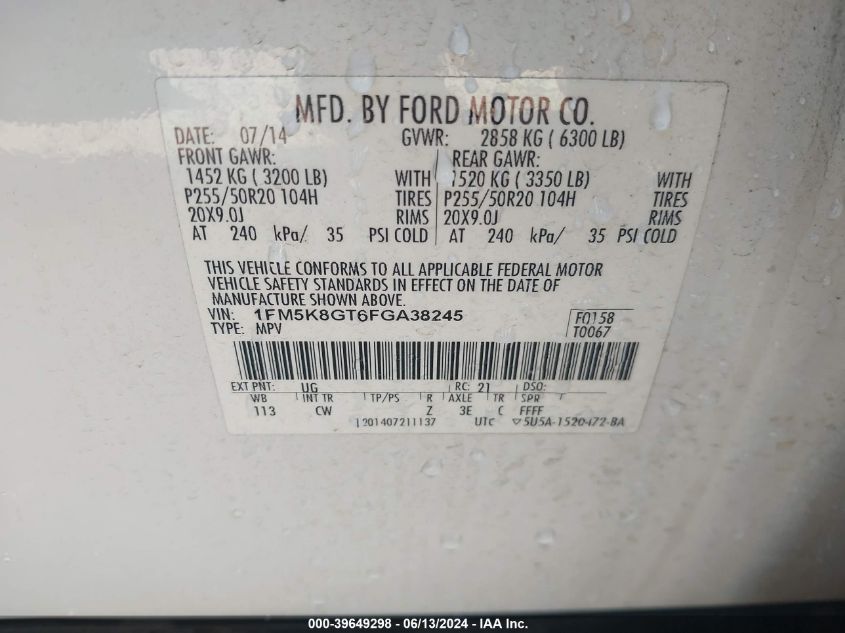 MFD. BY FORD MOTOR CO.
DATE: 07/14 GVWR: 2858 KG ( 6300 LB)
FRONT GAWR: REAR GAWR:
1452 KG ( 3200 LB) WITH 1520 KG ( 3350 LB) WITH
P255/50R20 104H TIRES P255/50R20 104H TIRES
20X9.0J RIMS 20X9.0J RIMS
AT 240 kPa/ 35 PSI COLD AT 240 kPa/ 35 PSI COLD
THIS VEHICLE CONFORMS TO ALL APPLICABLE FEDERAL MOTOR
VEHICLE SAFETY STANDARDS IN EFFECT ON THE DATE OF
MANUFACTURE SHOWN ABOVE.
VIN: 1FM5K8GT6FGA38245 F0158
TYPE: MPV T0067
EXT PNT: UG RC: 21 DSO:
WB INT TR TP/PS R AXLE TR SPR
113 CW Z 3E C FFFF
1201407211137 UTC ▽5U5A-1520472-BA
000-39649298 - 06/13/2024 - IAA Inc.